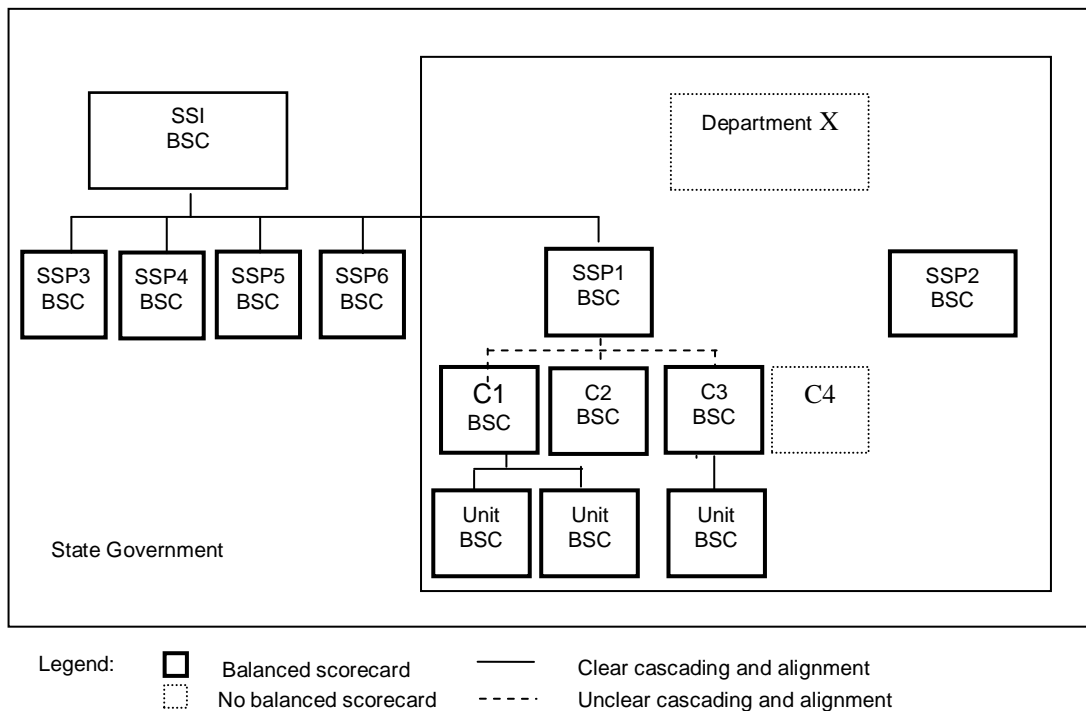 SSI
BSC
Department X
SSP3
BSC
SSP4
BSC
SSP5
BSC
SSP6
BSC
SSP1
BSC
SSP2
BSC
C1
BSC
C2
BSC
C3
BSC
C4
Unit
BSC
Unit
BSC
Unit
BSC
State Government
Legend:
Balanced scorecard
Clear cascading and alignment
No balanced scorecard
Unclear cascading and alignment